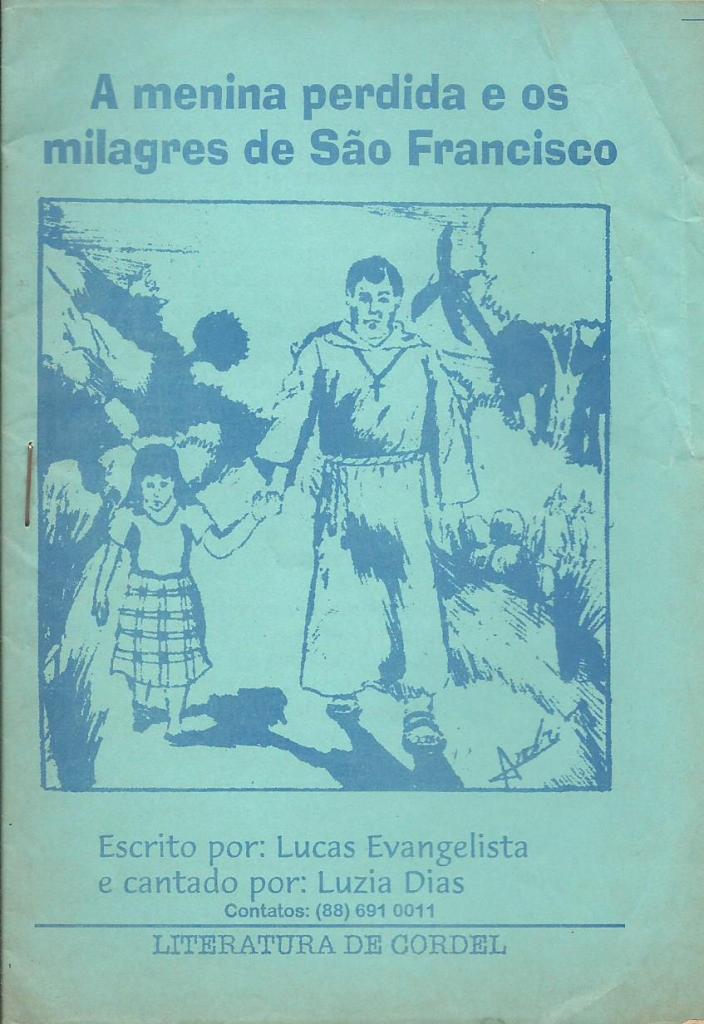 A menina perdida e os
milagres de São Francisco
Escrito por: Lucas Evangelista
e cantado por: Luzia Dias
Contatos: (88) 691 0011
LITERATURA DE CORDEL